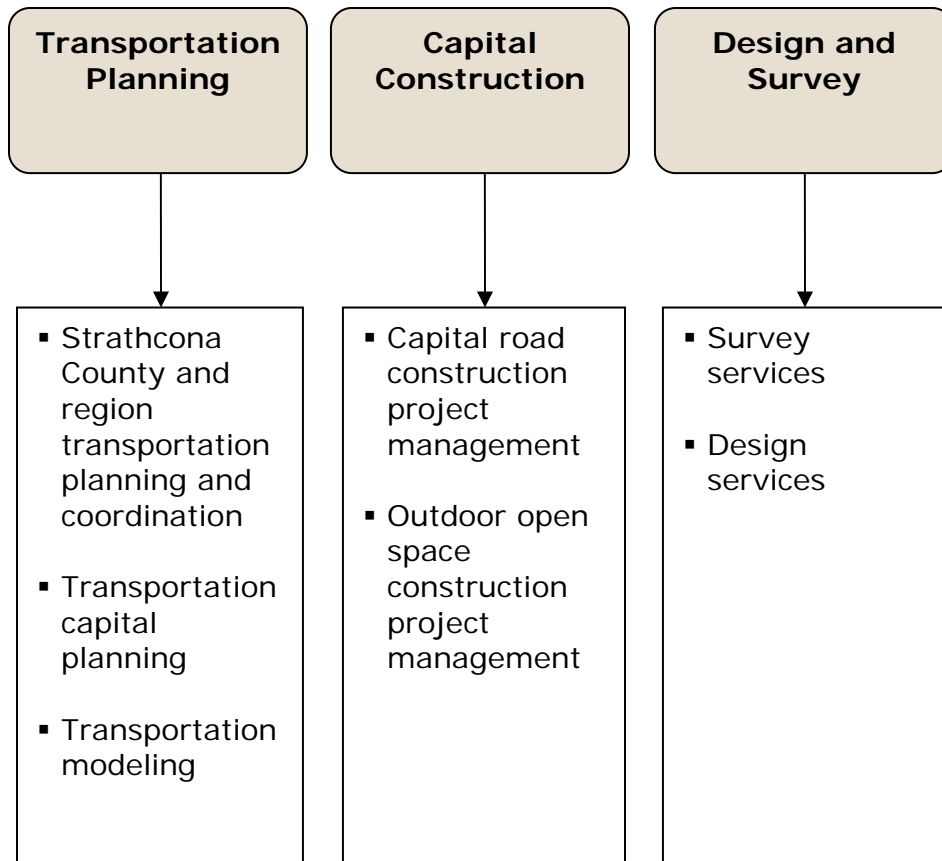 Transportation
Planning
Capital
Construction
Design and
Survey
▪ Strathcona
County and
region
transportation
planning and
coordination
▪ Transportation
capital
planning
▪ Transportation
modeling
▪ Capital road
construction
project
management
▪ Outdoor open
space
construction
project
management
▪ Survey
services
▪ Design
services